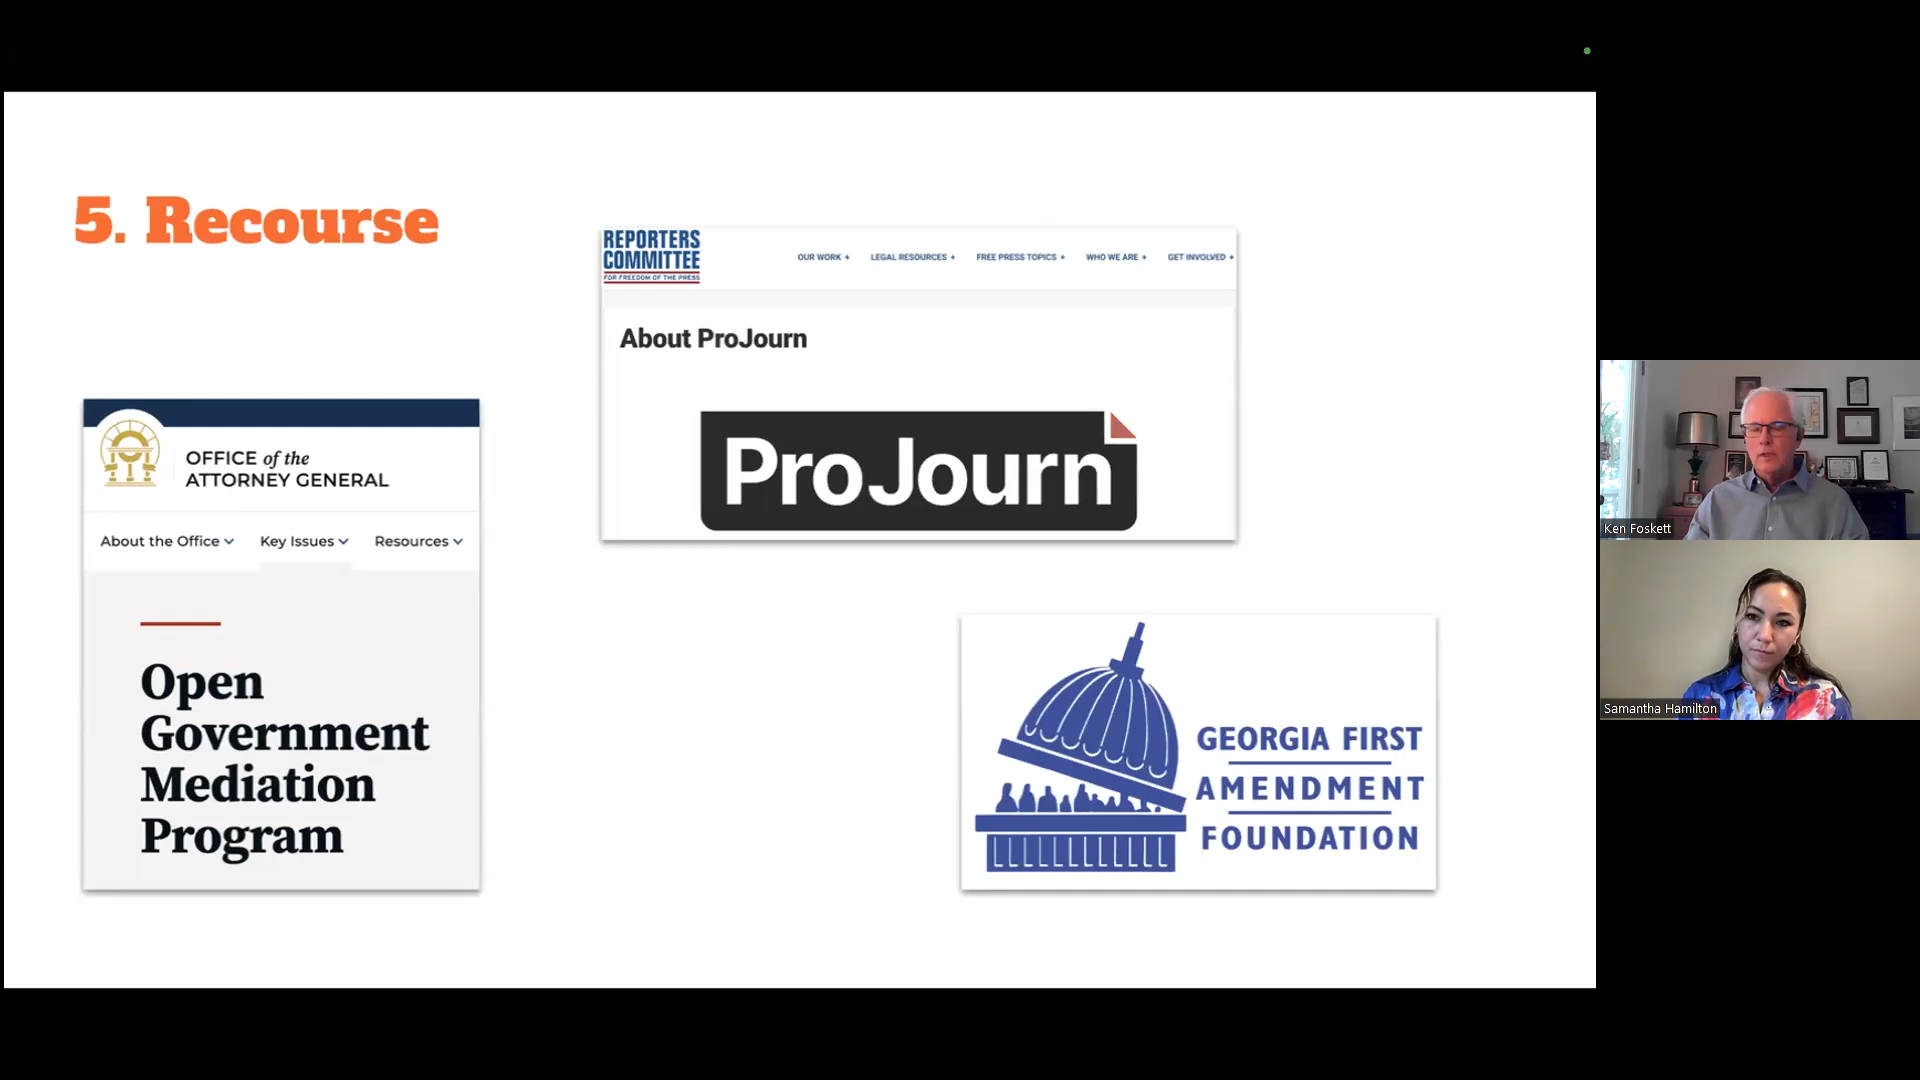 5. Recourse
REPORTERS
COMMITTEE
FOR FREEDOM OF THE PRESS
OUR WORK + LEGAL RESOURCES + FREE PRESS TOPICS + WHO WE ARE + GET INVOLVED +
About ProJourn
ProJourn
OFFICE of the
ATTORNEY GENERAL
About the Office Key Issues Resources
Open
Government
Mediation
Program
GEORGIA FIRST
AMENDMENT
FOUNDATION
Ken Foskett
Samantha Hamilton